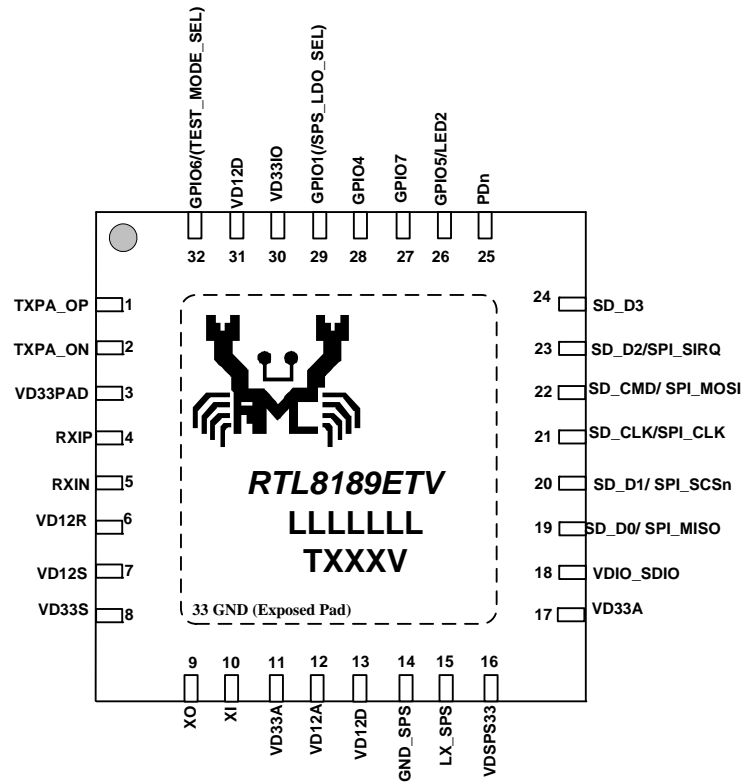 GPIO6/(TEST_MODE_SEL)
VD12D
VD33IO
GPIO1(/SPS_LDO_SEL)
GPIO4
GPIO7
GPIO5/LED2
PDn
32 31 30 29 28 27 26 25
TXPA_OP 1
TXPA_ON 2
VD33PAD 3
RXIP 4
RXIN 5
VD12R 6
VD12S 7
VD33S 8
RTL8189ETV
LLLLLLL
TXXXV
33 GND (Exposed Pad)
24 SD_D3
23 SD_D2/SPI_SIRQ
22 SD_CMD/ SPI_MOSI
21 SD_CLK/SPI_CLK
20 SD_D1/ SPI_SCSn
19 SD_D0/ SPI_MISO
18 VDIO_SDIO
17 VD33A
9 10 11 12 13 14 15 16
XO
XI
VD33A
VD12A
VD12D
GND_SPS
LX_SPS
VDSPS33